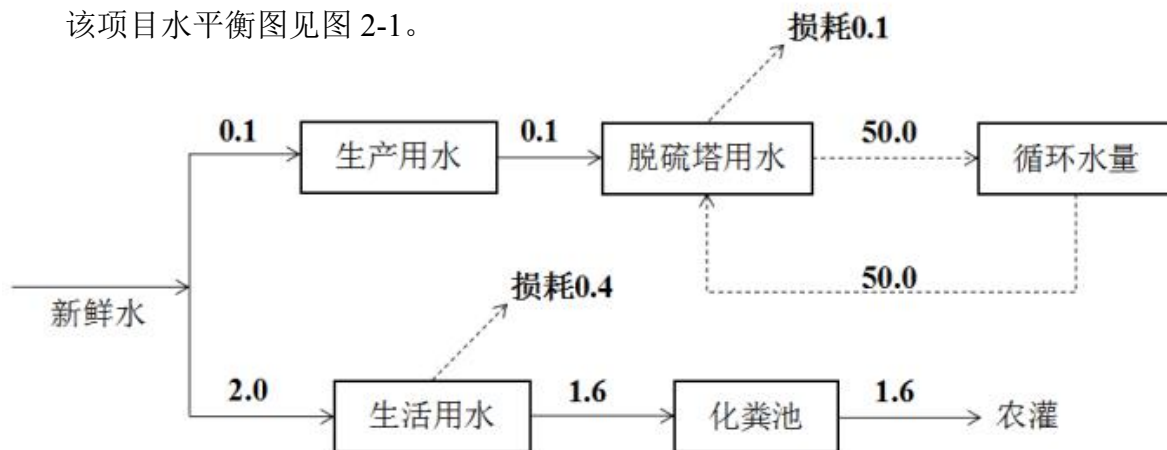 该项目水平衡图见图 2-1。
损耗0.1
0.1
生产用水
0.1
脱硫塔用水
50.0
循环水量
50.0
新鲜水
损耗0.4
2.0
生活用水
1.6
化粪池
1.6
农灌